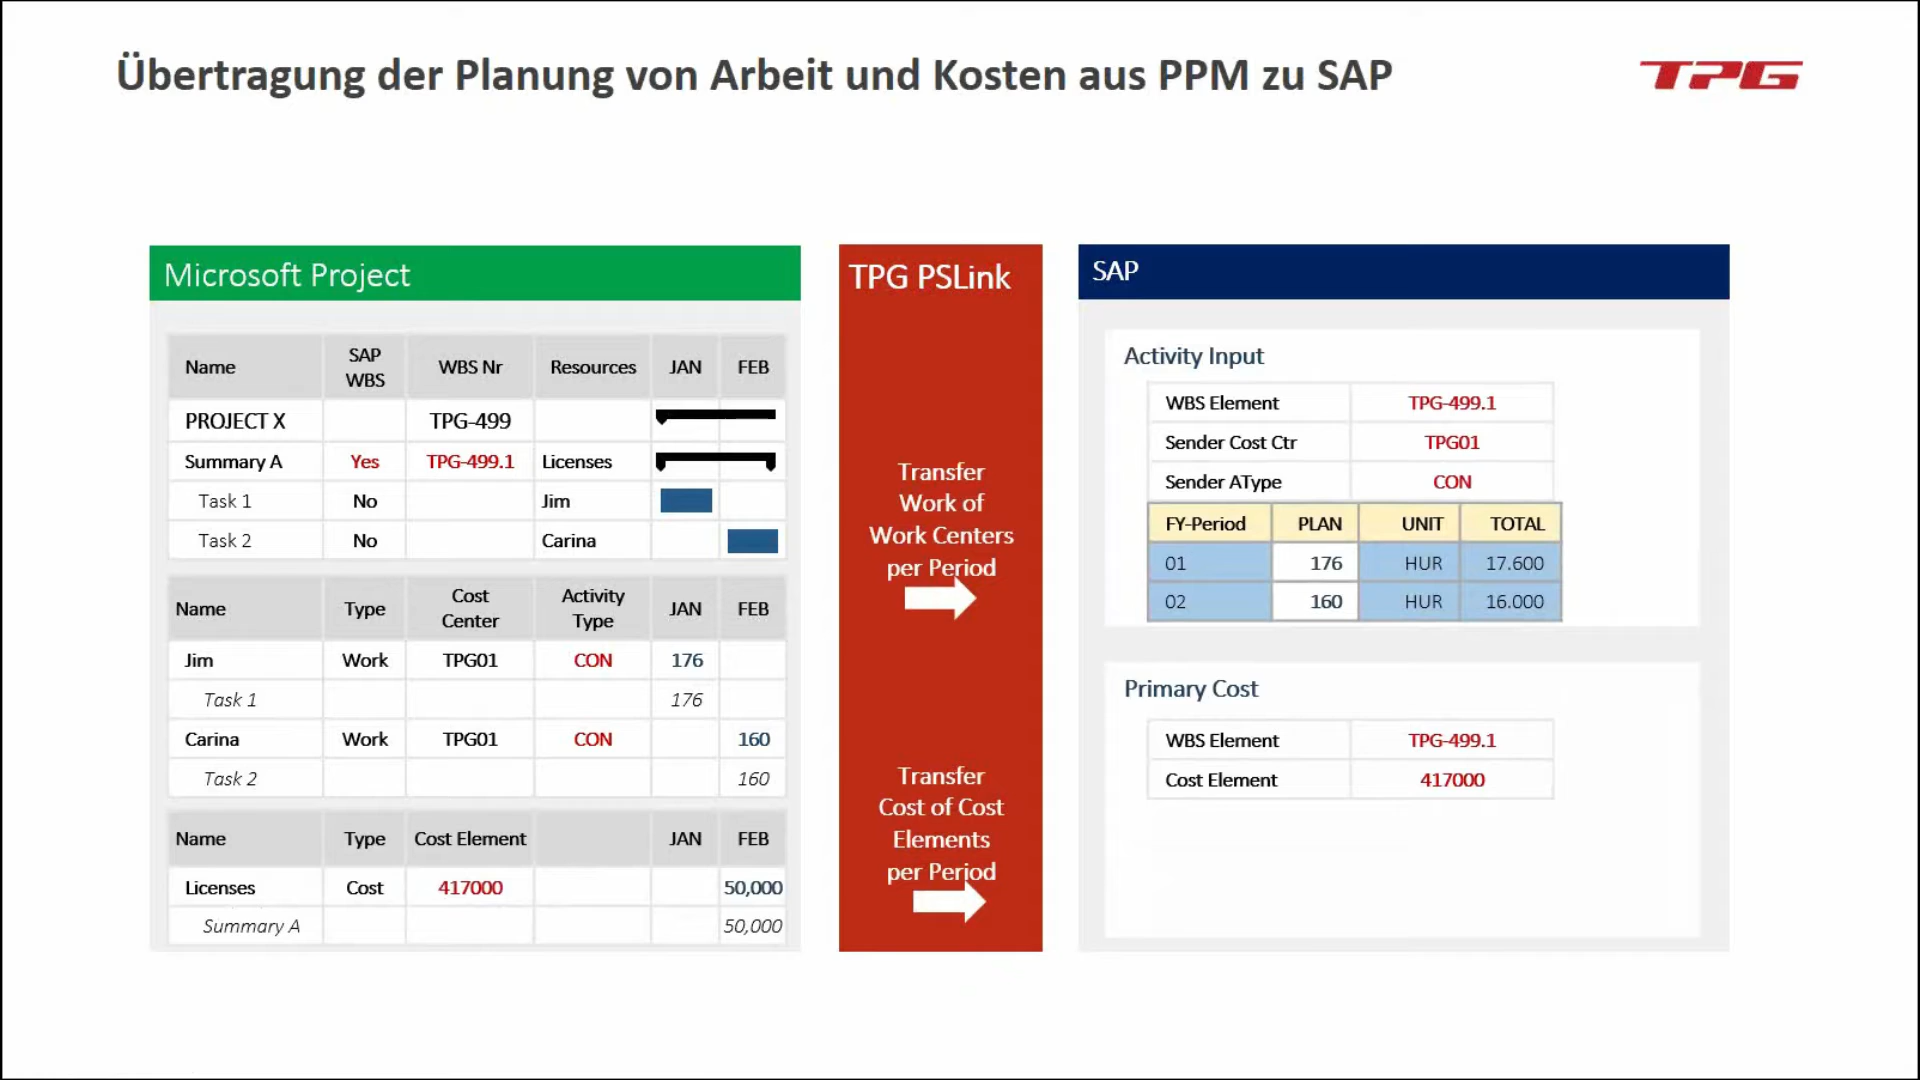 Übertragung der Planung von Arbeit und Kosten aus PPM zu SAP
TPG
Microsoft Project
Name SAP WBS WBS Nr Resources JAN FEB
PROJECT X TPG-499
Summary A Yes TPG-499.1 Licenses
Task 1 No Jim
Task 2 No Carina
Name Type Cost Center Activity Type JAN FEB
Jim Work TPG01 CON 176
Task 1 176
Carina Work TPG01 CON 160
Task 2 160
Name Type Cost Element JAN FEB
Licenses Cost 417000 50,000
Summary A 50,000
TPG PSLink
Transfer
Work of
Work Centers
per Period
Transfer
Cost of Cost
Elements
per Period
SAP
Activity Input
WBS Element TPG-499.1
Sender Cost Ctr TPG01
Sender AType CON
FY-Period PLAN UNIT TOTAL
01 176 HUR 17.600
02 160 HUR 16.000
Primary Cost
WBS Element TPG-499.1
Cost Element 417000